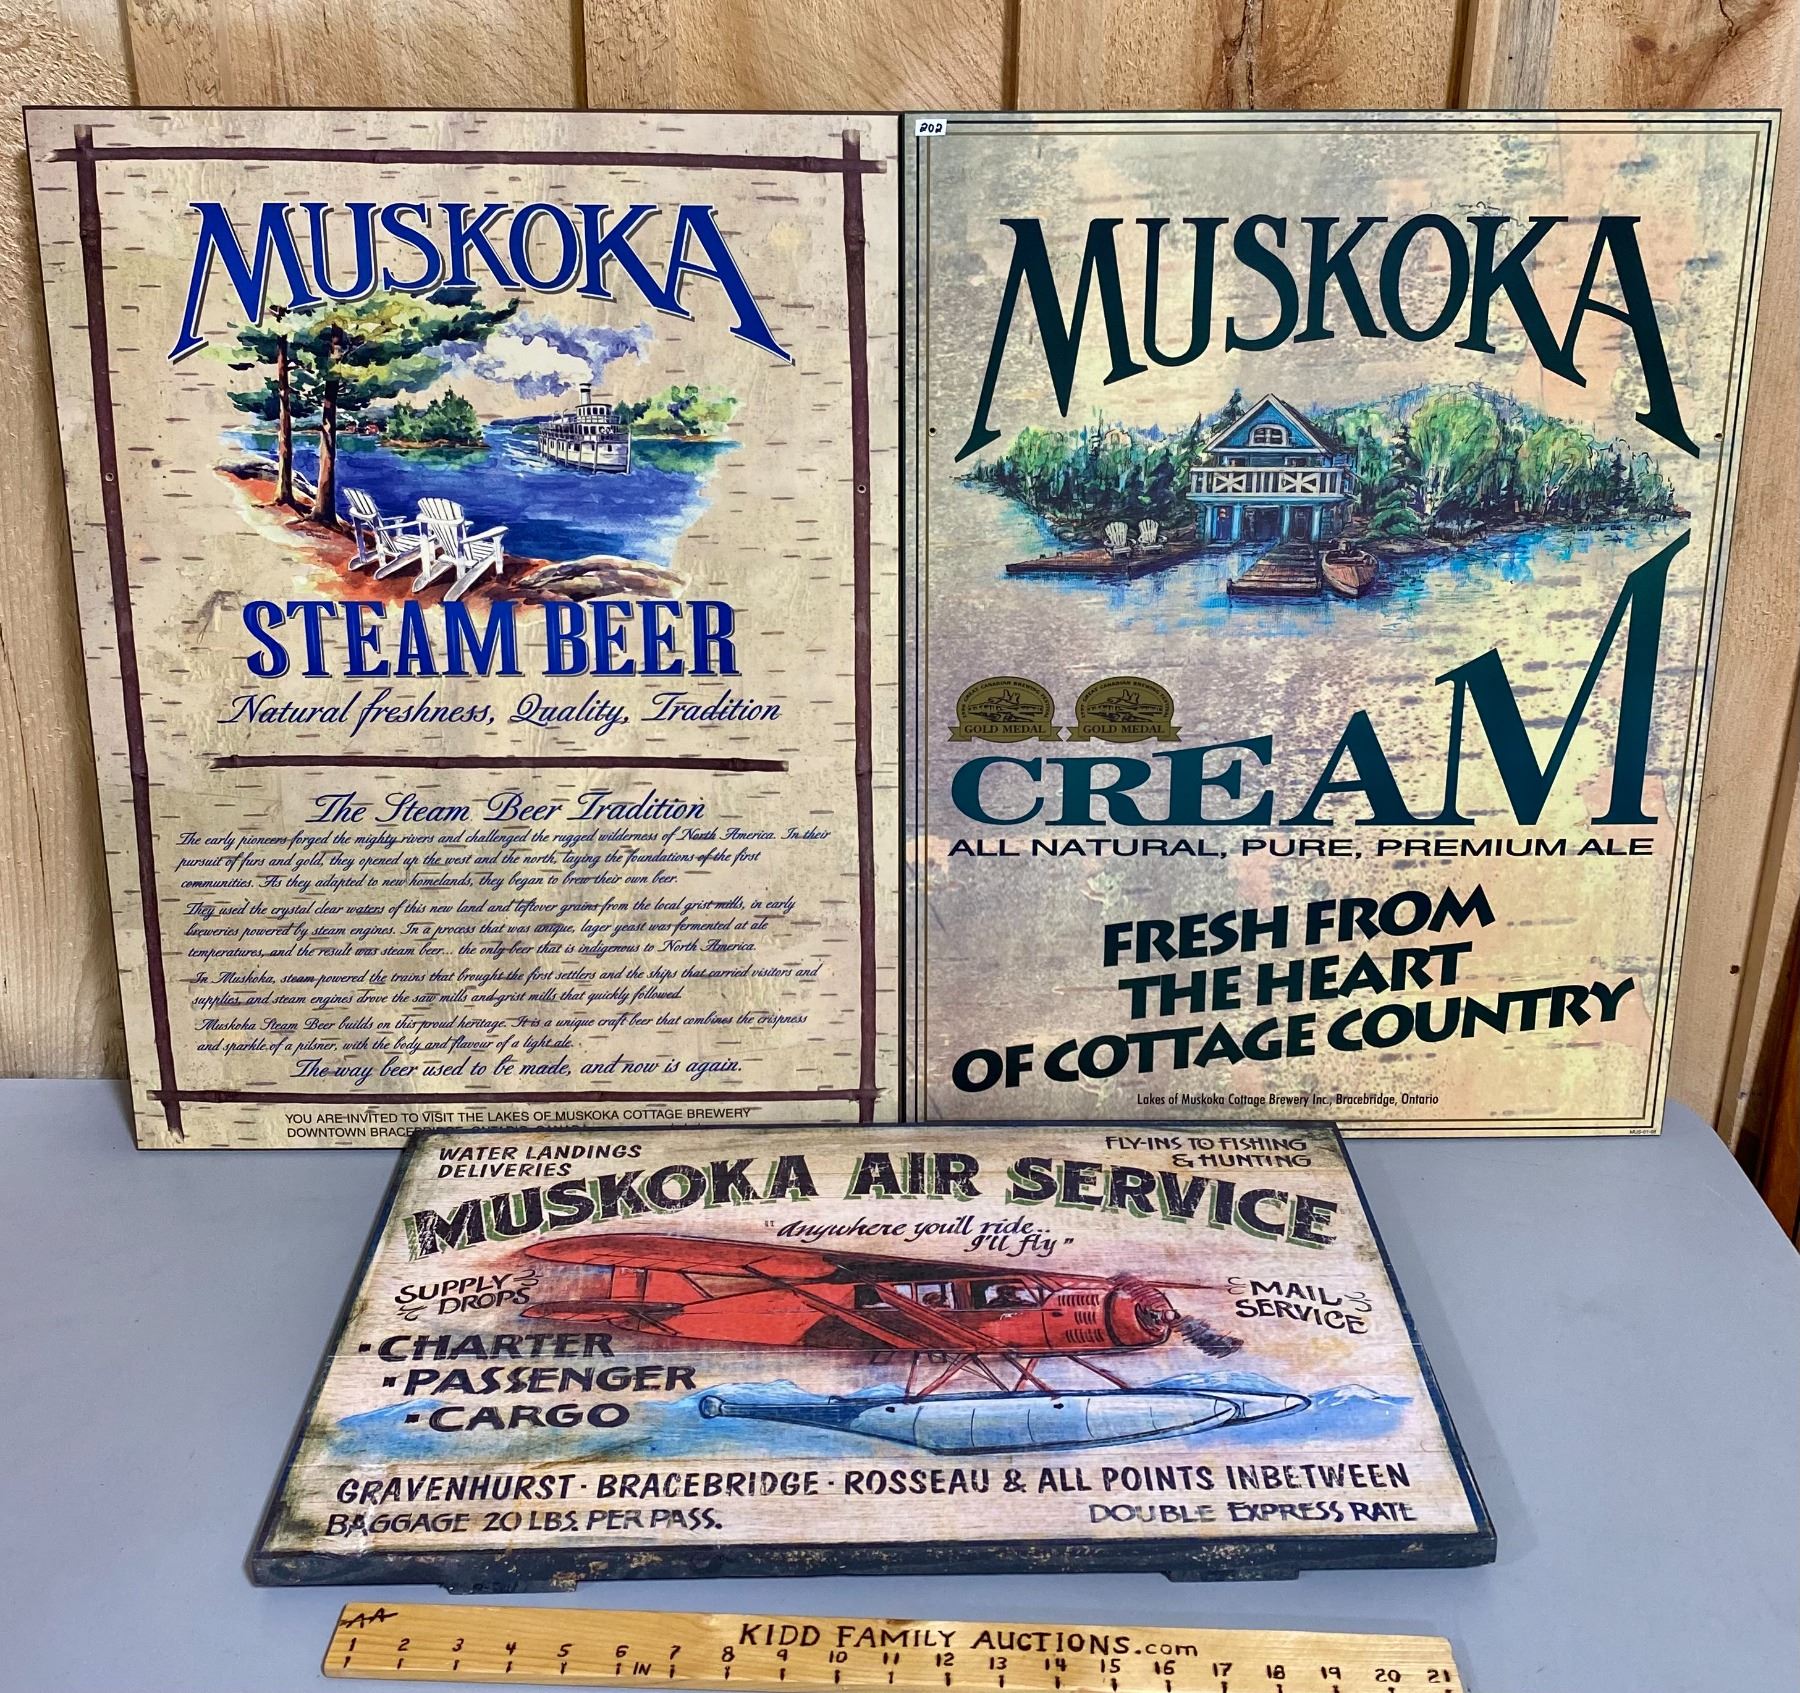 MUSKOKA
STEAM BEER
Natural freshness, Quality, Tradition
The Steam Beer Tradition
The early pioneers forged the mighty rivers and challenged the rugged wilderness of North America. In their
pursuit of furs and gold, they opened up the west and the north, laying the foundations of the first
communities. As they adapted to new homelands, they began to brew their own beer.
They used the crystal clear waters of this new land and leftover grains from the local grist mills, in early
breweries powered by steam engines. In a process that was unique, lager yeast was fermented at ale
temperatures, and the result was steam beer... the only beer that is indigenous to North America.
In Muskoka, steam powered the trains that brought the first settlers and the ships that carried visitors and
supplies, and steam engines drove the saw mills and grist mills that quickly followed.
Muskoka Steam Beer builds on this proud heritage. It is a unique craft beer that combines the crispness
and sparkle of a pilsner, with the body and flavour of a light ale.
The way beer used to be made, and now is again.
YOU ARE INVITED TO VISIT THE LAKES OF MUSKOKA COTTAGE BREWERY
DOWNTOWN
202
MUSKOKA
GREAT CANADIAN BREWING FESTIVAL
GOLD MEDAL
GREAT CANADIAN BREWING FESTIVAL
GOLD MEDAL
CREAM
ALL NATURAL, PURE, PREMIUM ALE
FRESH FROM
THE HEART
OF COTTAGE COUNTRY
Lakes of Muskoka Cottage Brewery Inc., Bracebridge, Ontario
WATER LANDINGS
DELIVERIES
FLY-INS TO FISHING
& HUNTING
MUSKOKA AIR SERVICE
"anywhere you'll ride...
I'll fly"
SUPPLY
DROPS
MAIL
SERVICE
▪CHARTER
▪PASSENGER
▪CARGO
GRAVENHURST · BRACEBRIDGE · ROSSEAU & ALL POINTS INBETWEEN
BAGGAGE 20 LBS. PER PASS.
DOUBLE EXPRESS RATE
AA
KIDD FAMILY AUCTIONS.com
1 2 3 4 5 6 IN 7 8 9 10 11 12 13 14 15 16 17 18 19 20 21